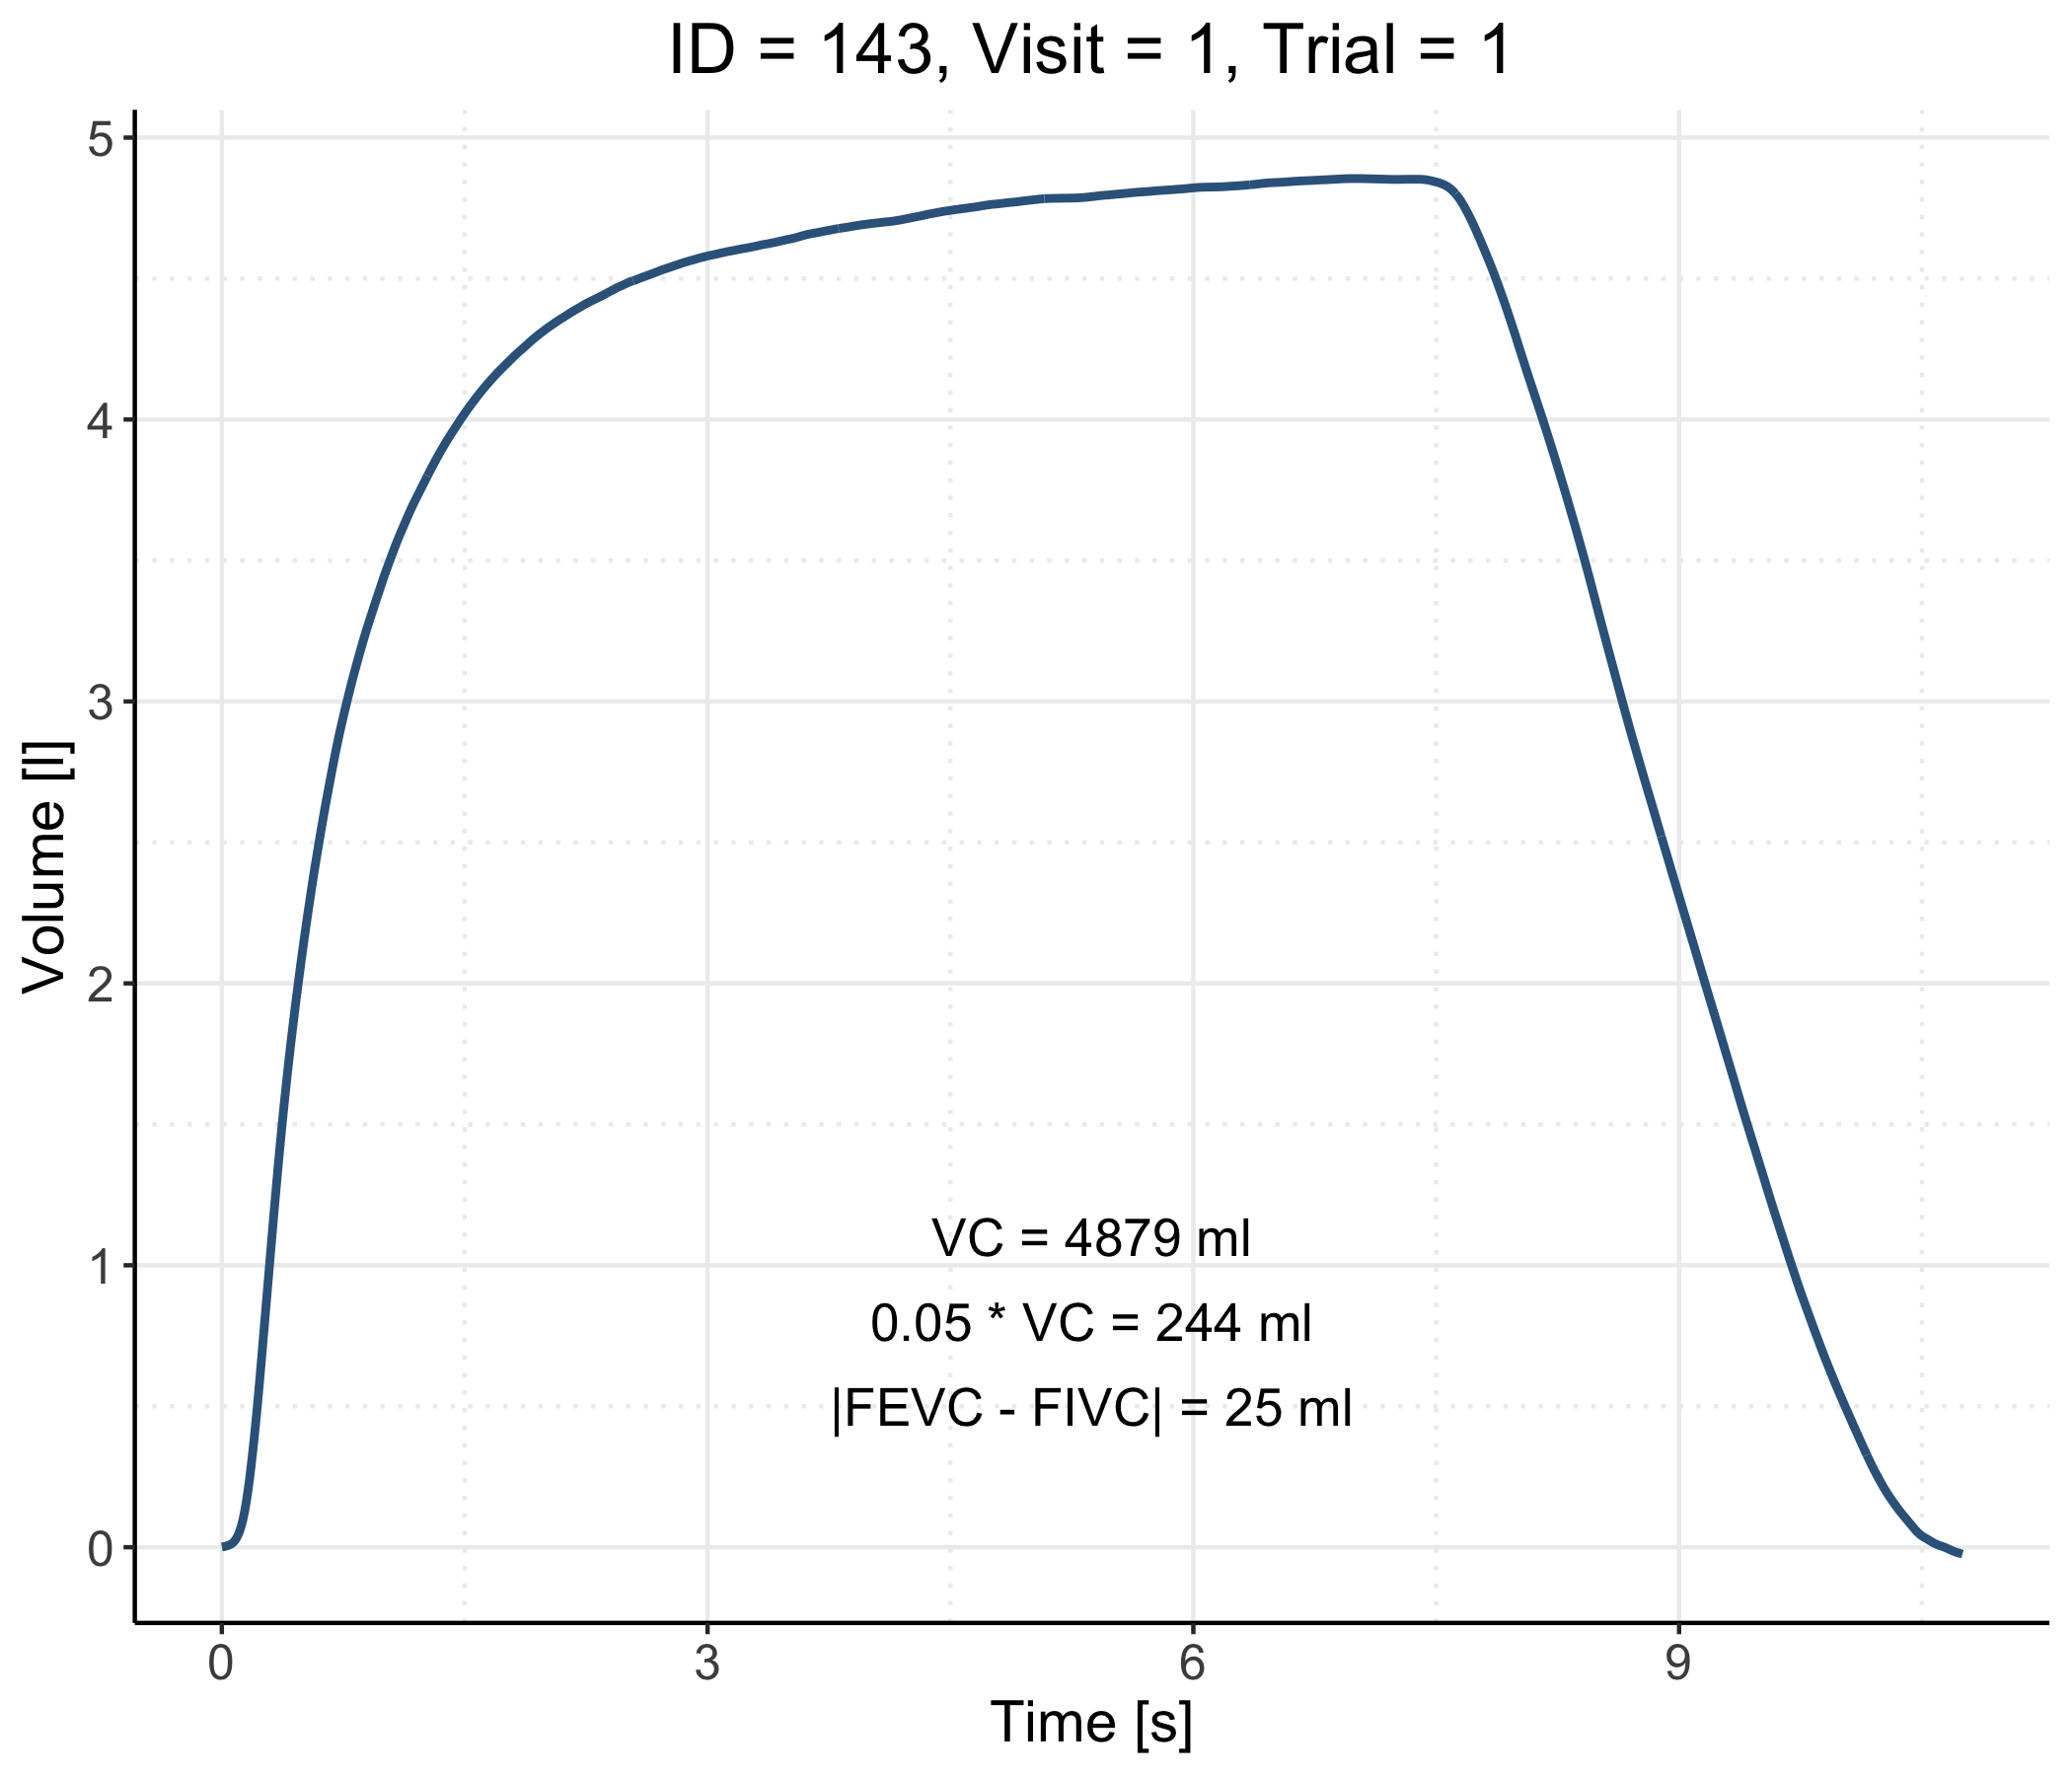 ID = 143, Visit = 1, Trial = 1
5
4
3
2
1
0
Volume [l]
VC = 4879 ml
0.05 * VC = 244 ml
|FEVC - FIVC| = 25 ml
0 3 6 9
Time [s]